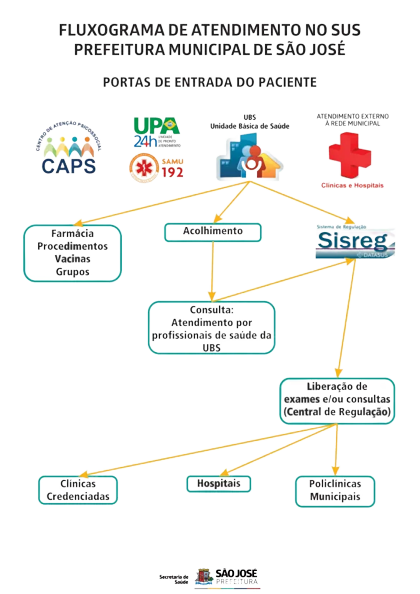 FLUXOGRAMA DE ATENDIMENTO NO SUS
PREFEITURA MUNICIPAL DE SÃO JOSÉ
PORTAS DE ENTRADA DO PACIENTE
CENTRO DE ATENÇÃO PSICOSSOCIAL
CAPS
UPA
24h
UNIDADE DE PRONTO ATENDIMENTO
SAMU
192
UBS
Unidade Básica de Saúde
ATENDIMENTO EXTERNO
À REDE MUNICIPAL
Clínicas e Hospitais
Farmácia
Procedimentos
Vacinas
Grupos
Acolhimento
Sistema de Regulação
Sisreg
DATASUS
Consulta:
Atendimento por
profissionais de saúde da
UBS
Liberação de
exames e/ou consultas
(Central de Regulação)
Clínicas
Credenciadas
Hospitais
Policlínicas
Municipais
Secretaria de
Saúde
SÃO JOSÉ
PREFEITURA